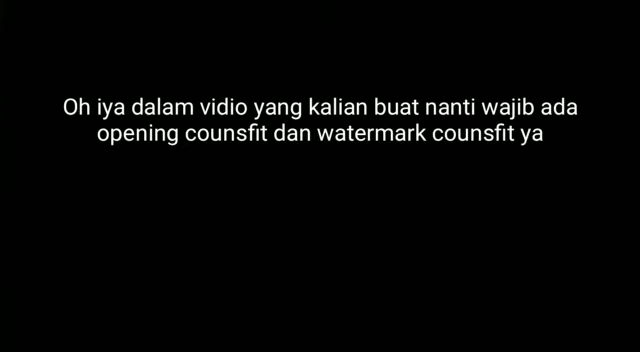 Oh iya dalam vidio yang kalian buat nanti wajib ada
opening counsfit dan watermark counsfit ya